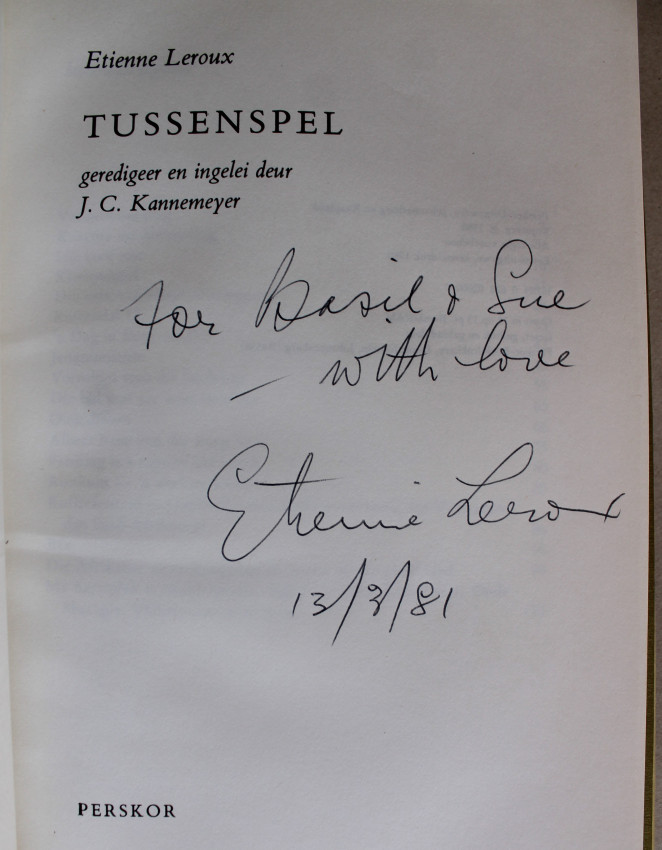 Etienne Leroux
TUSSENSPEL
geredigeer en ingelei deur
J. C. Kannemeyer
For Basil & Sue
— with love
Etienne Leroux
13/3/81
PERSKOR